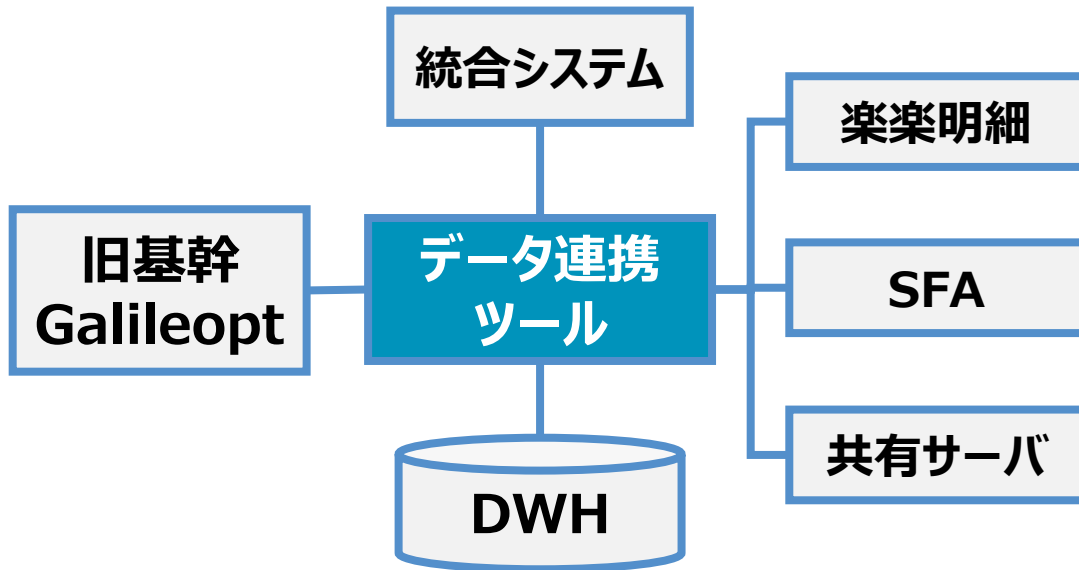 統合システム
楽楽明細
旧基幹
Galileopt
データ連携
ツール
SFA
共有サーバ
DWH